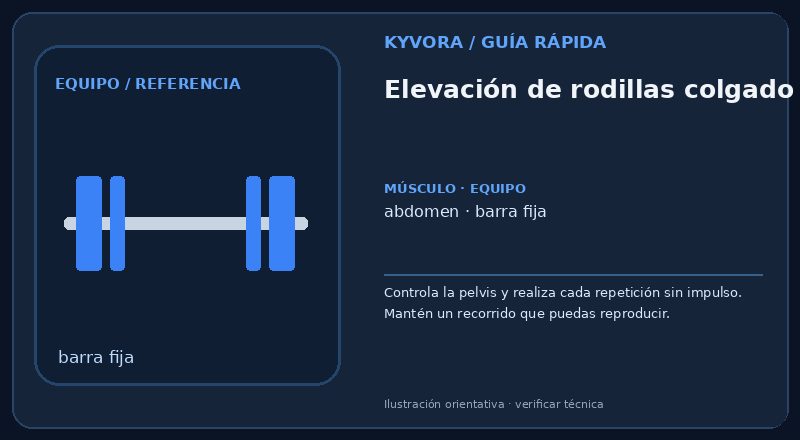 KYVORA / GUÍA RÁPIDA
EQUIPO / REFERENCIA
Elevación de rodillas colgado
MÚSCULO · EQUIPO
abdomen · barra fija
Controla la pelvis y realiza cada repetición sin impulso.
Mantén un recorrido que puedas reproducir.
barra fija
Ilustración orientativa · verificar técnica